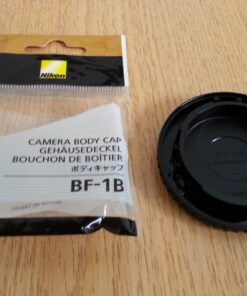 Nikon
CAMERA BODY CAP
GEHÄUSEDECKEL
BOUCHON DE BOÎTIER
ボディキャップ
BF-1B